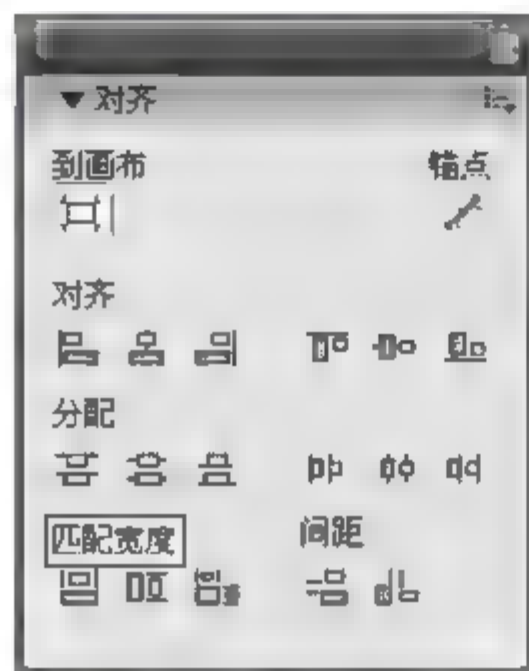 对齐
到画布 锚点
对齐
分配
匹配宽度 间距